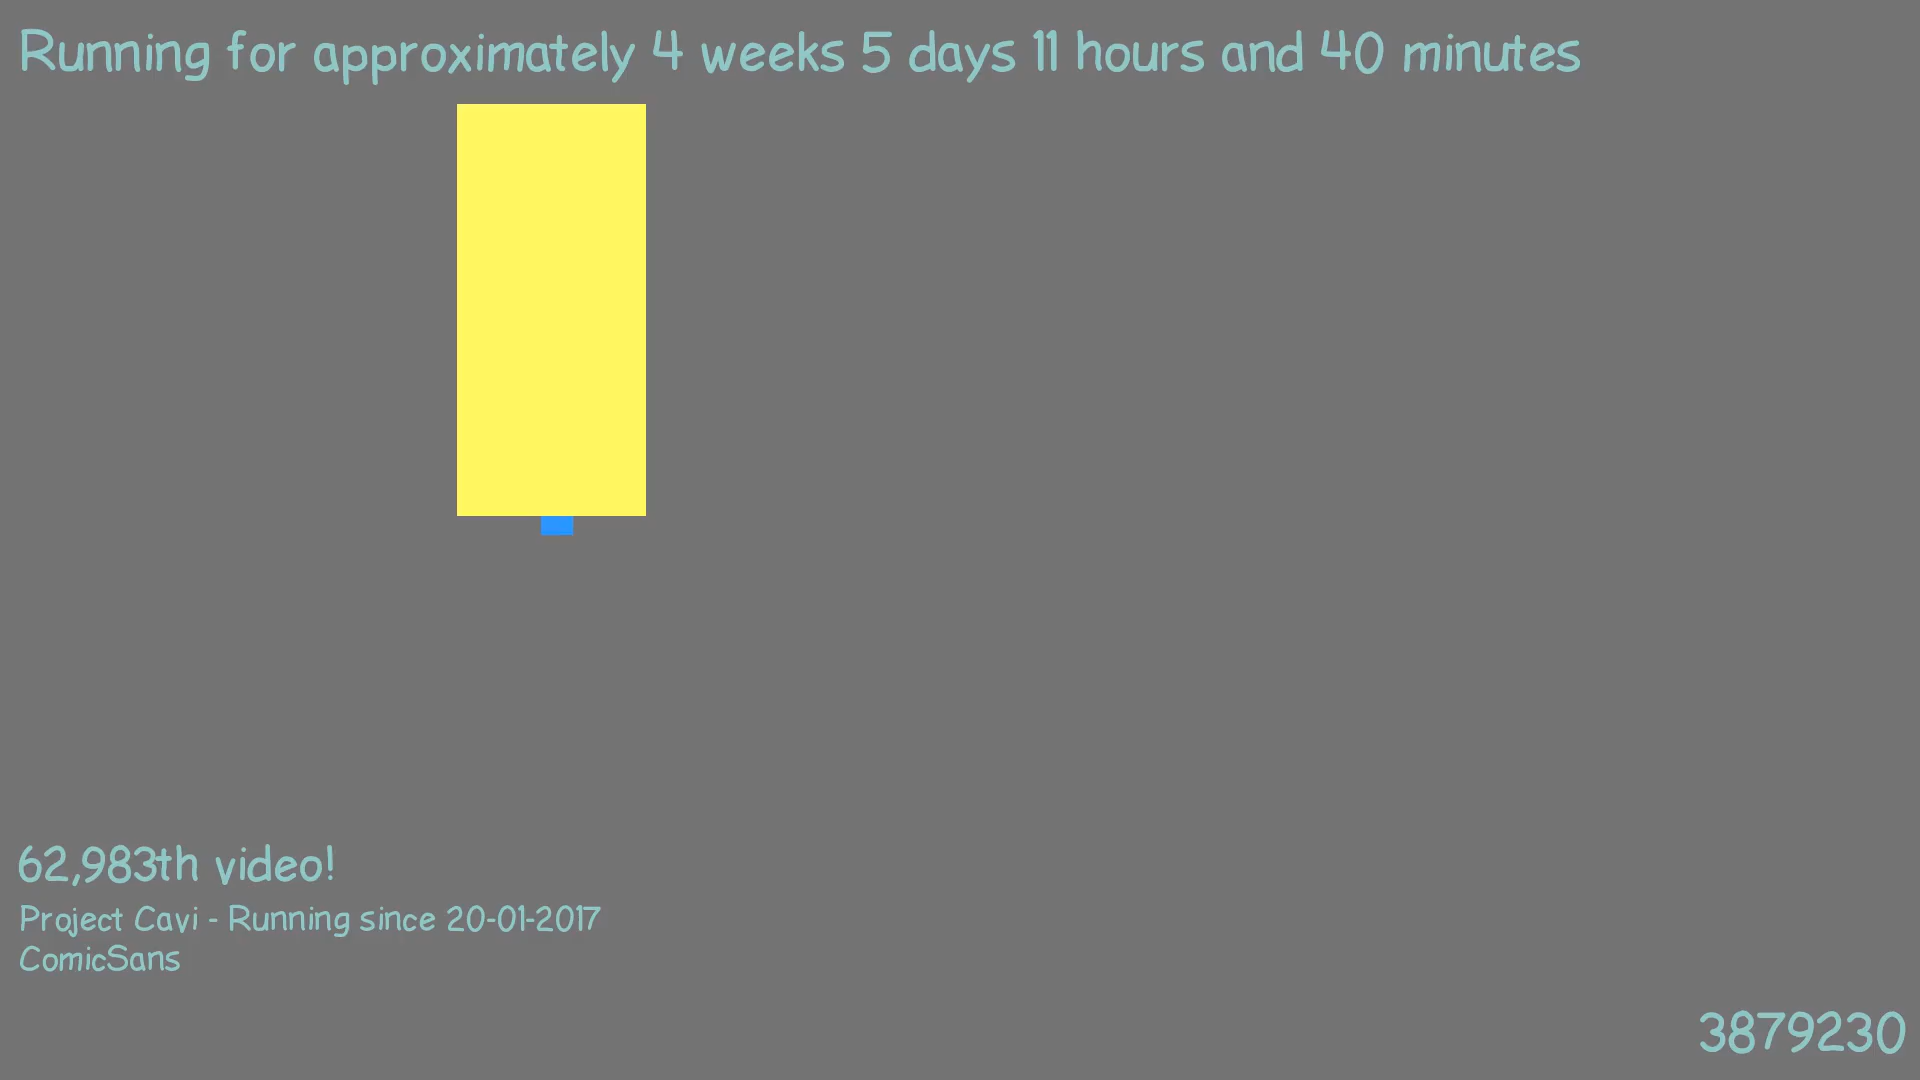 Running for approximately 4 weeks 5 days 11 hours and 40 minutes
62,983th video!
Project Cavi - Running since 20-01-2017
ComicSans
3879230